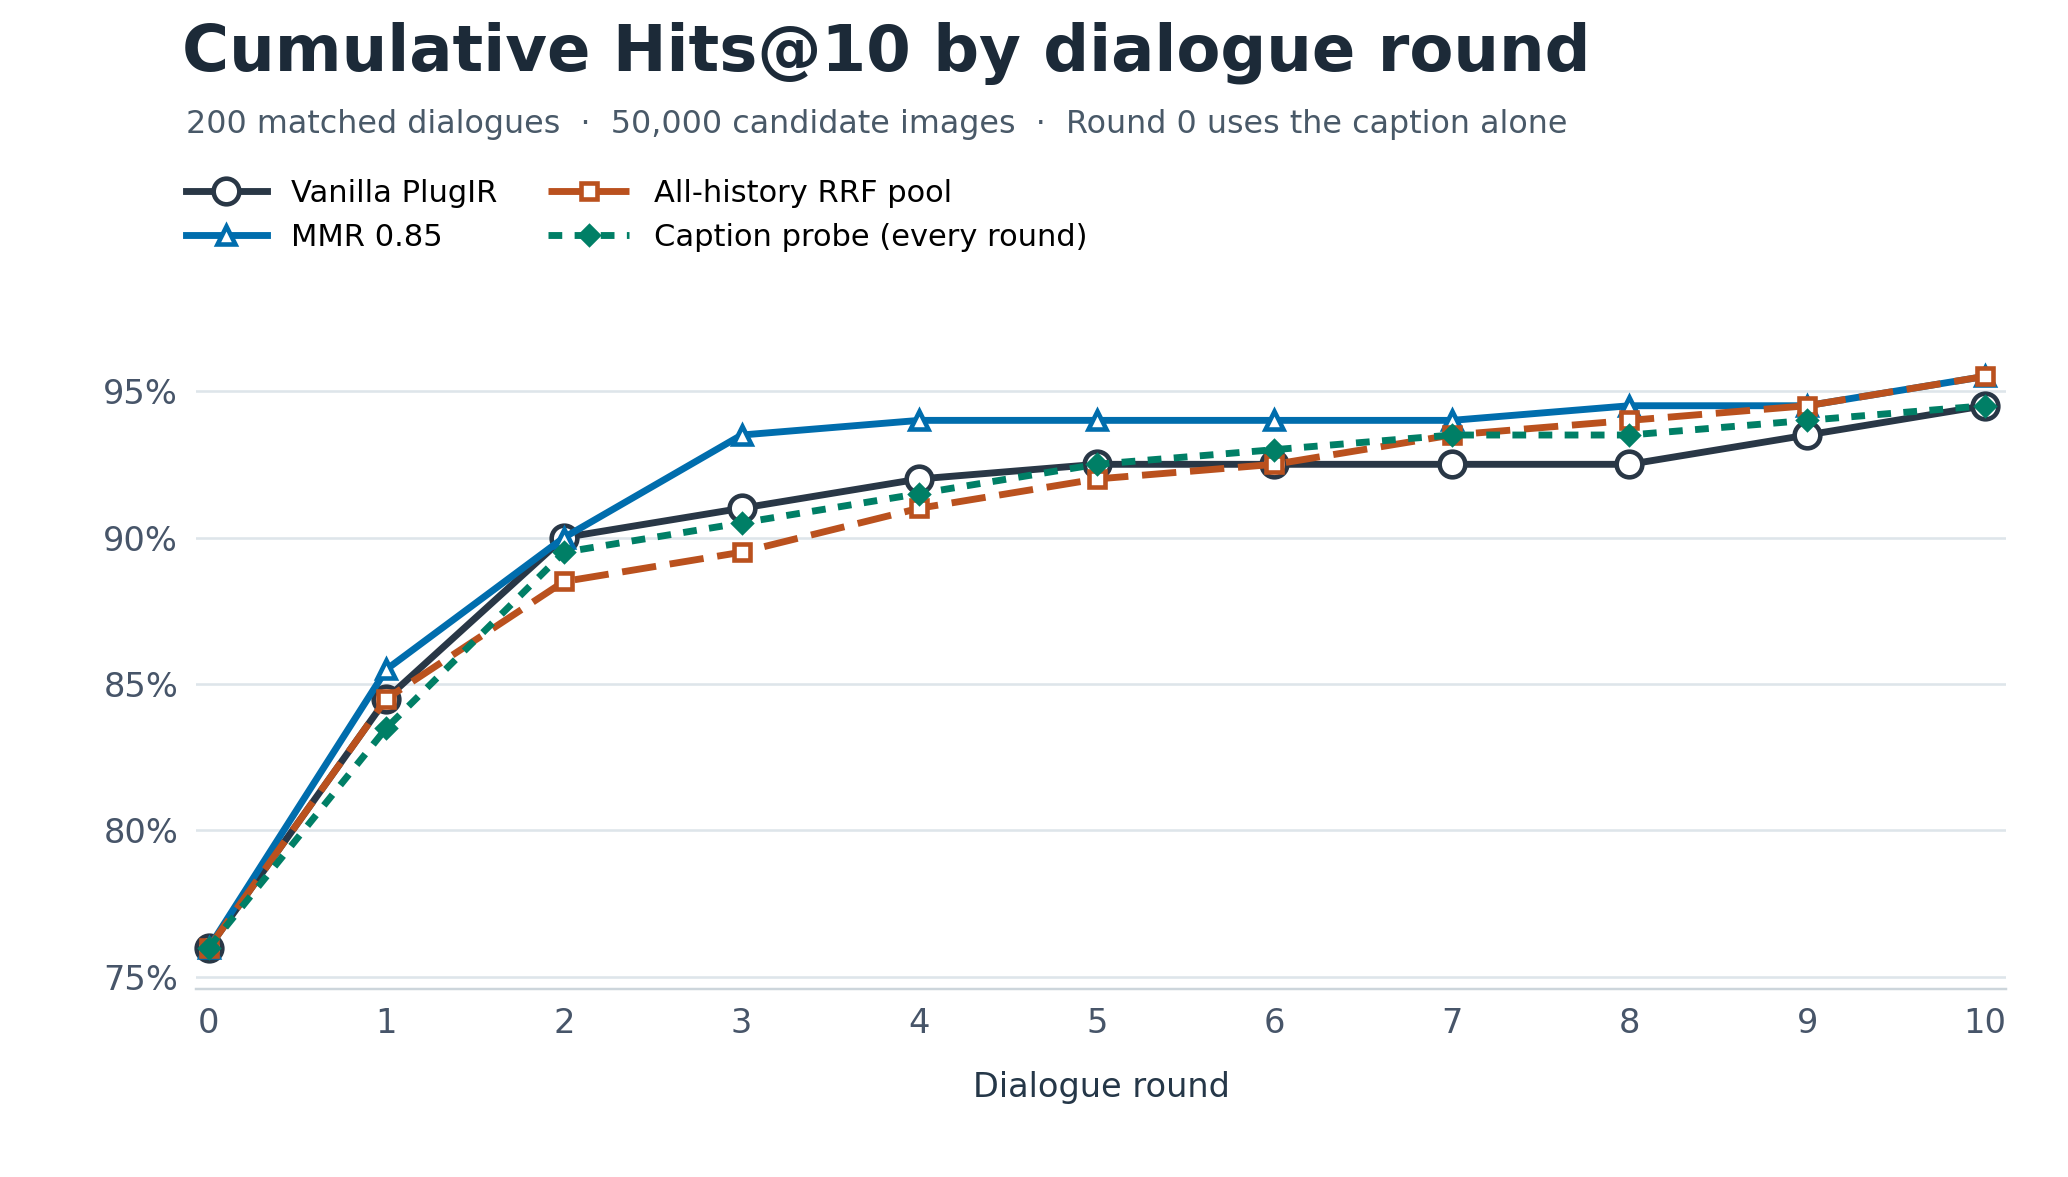 Cumulative Hits@10 by dialogue round
200 matched dialogues · 50,000 candidate images · Round 0 uses the caption alone
Vanilla PlugIR
All-history RRF pool
MMR 0.85
Caption probe (every round)
95%
90%
85%
80%
75%
0 1 2 3 4 5 6 7 8 9 10
Dialogue round